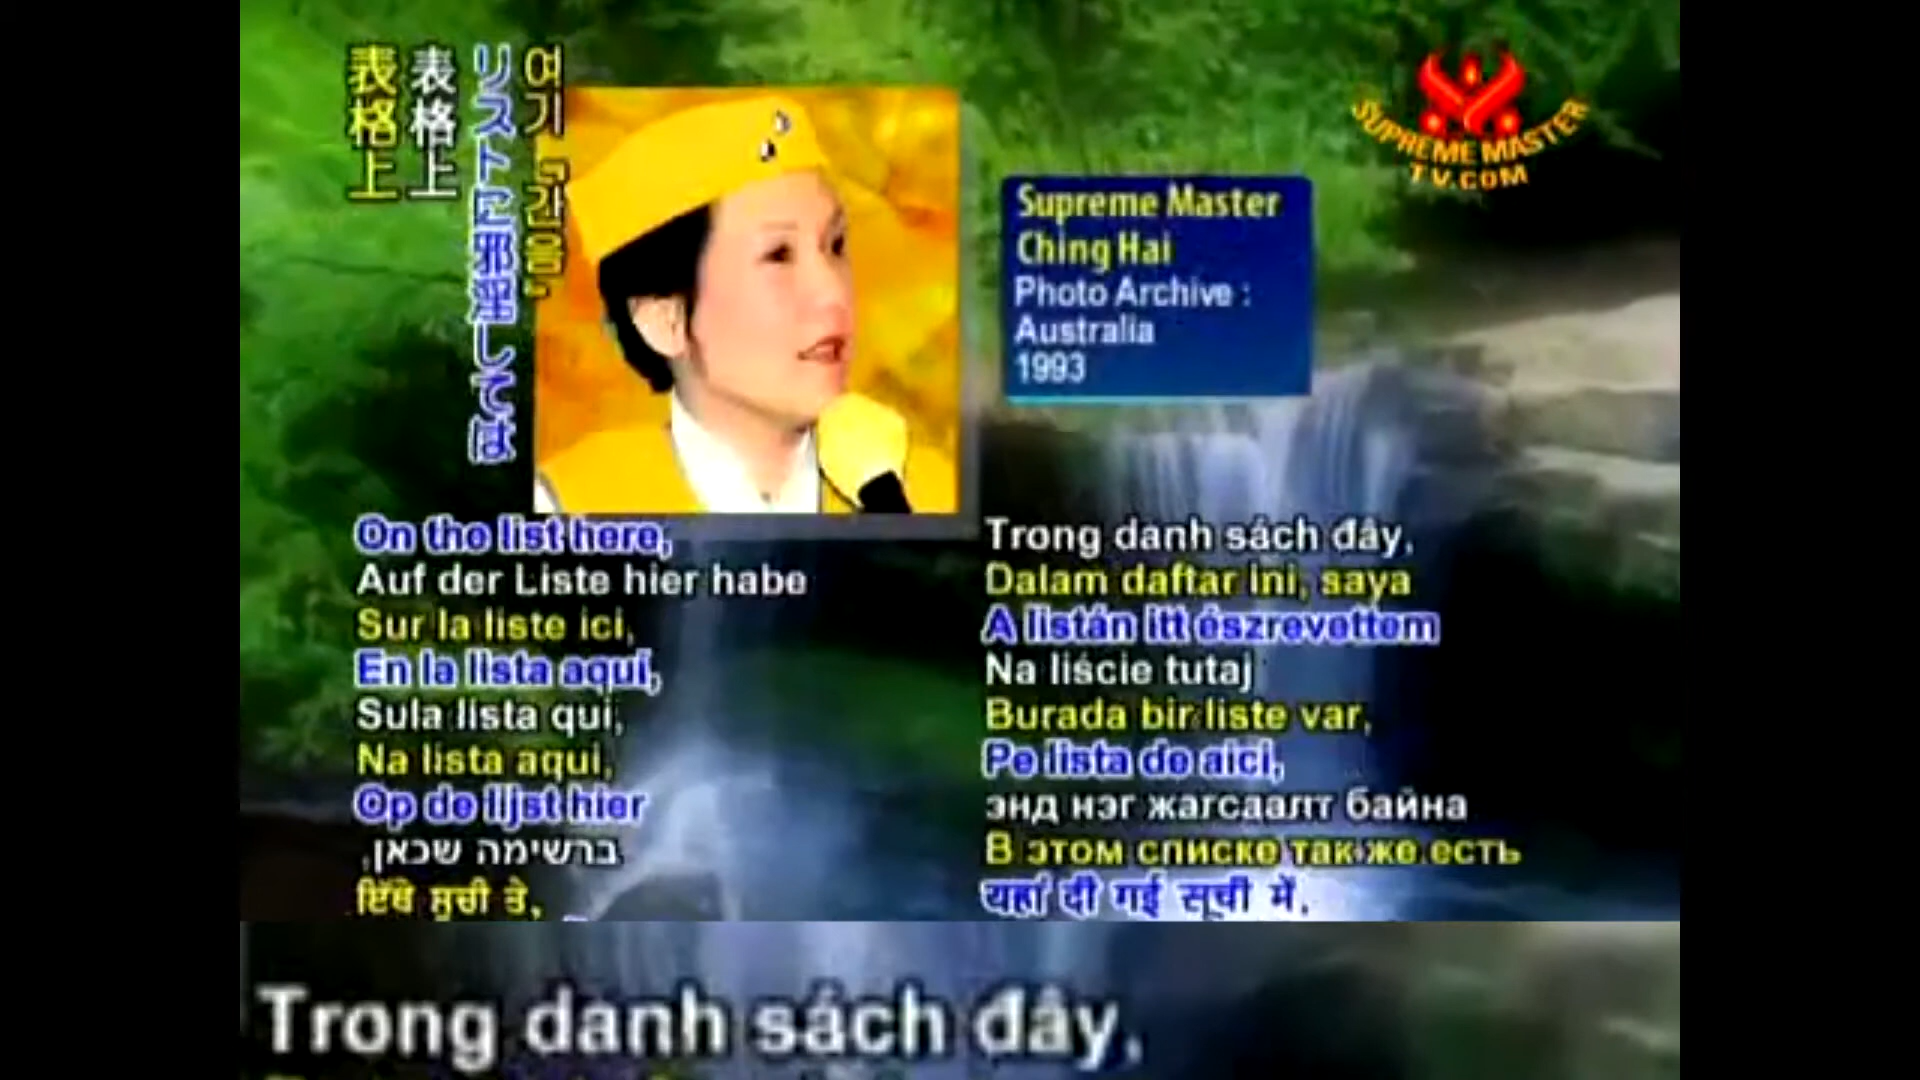 表格上
表格上
リストに邪淫しては
여기 『간음』
SUPREME MASTER
TV.COM
Supreme Master
Ching Hai
Photo Archive :
Australia
1993
On the list here,
Auf der Liste hier habe
Sur la liste ici,
En la lista aquí,
Sula lista qui,
Na lista aqui,
Op de lijst hier
ברשימה שכאן,
ਇੱਥੇ ਸੂਚੀ ਤੇ,
Trong danh sách đây,
Dalam daftar ini, saya
A listán itt észrevettem
Na liście tutaj
Burada bir liste var,
Pe lista de aici,
энд нэг жагсаалт байна
В этом списке так же есть
यहां दी गई सूची में,
Trong danh sách đây,